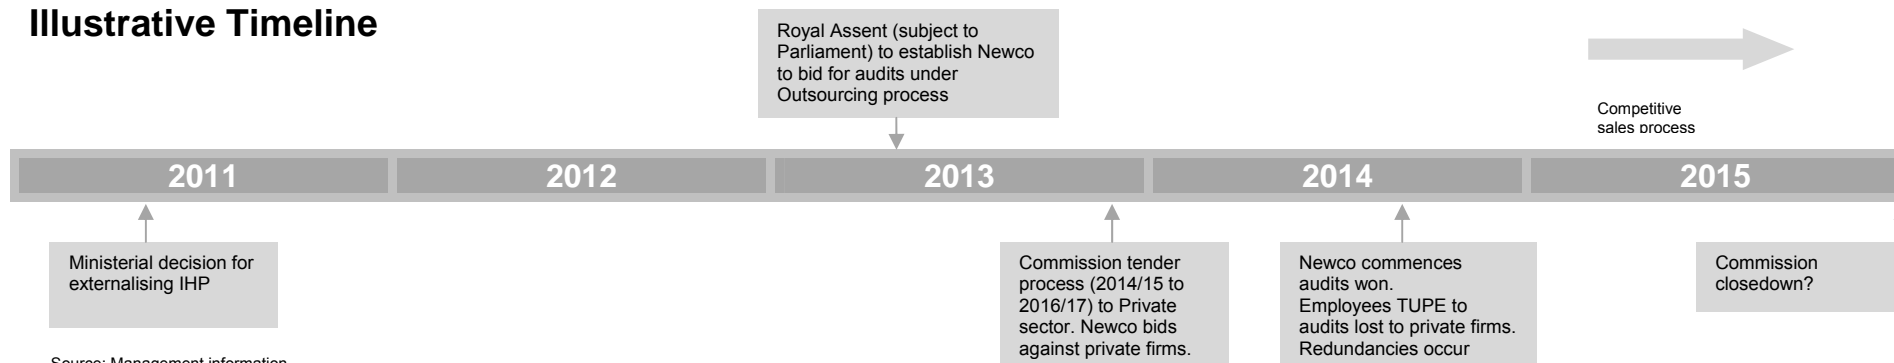 Illustrative Timeline
Royal Assent (subject to
Parliament) to establish Newco
to bid for audits under
Outsourcing process
Competitive
sales process
2011
2012
2013
2014
2015
Ministerial decision for
externalising IHP
Commission tender
process (2014/15 to
2016/17) to Private
sector. Newco bids
against private firms.
Newco commences
audits won.
Employees TUPE to
audits lost to private firms.
Redundancies occur
Commission
closedown?
Source: Management information